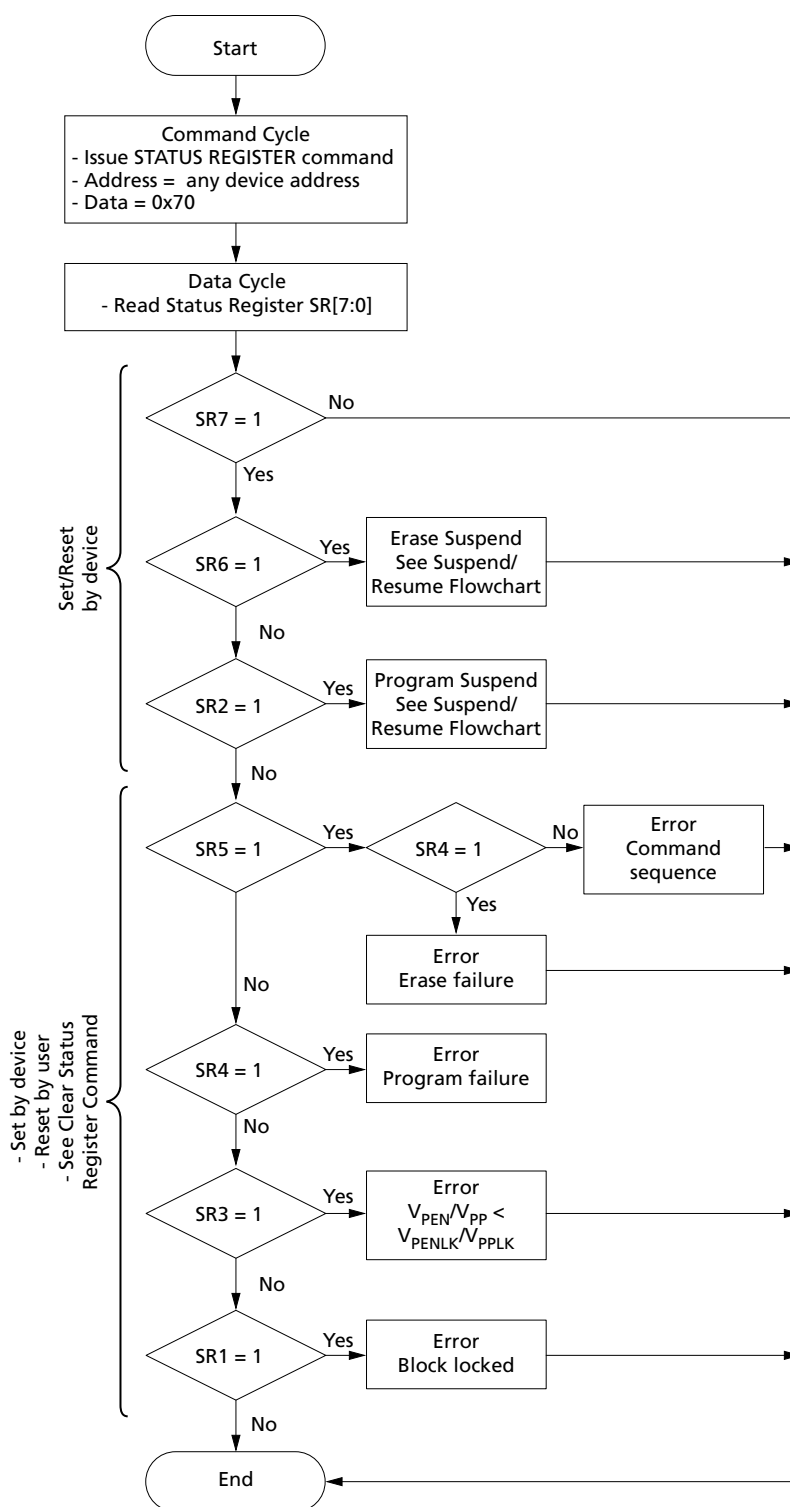 Start
Command Cycle
- Issue STATUS REGISTER command
- Address = any device address
- Data = 0x70
Data Cycle
- Read Status Register SR[7:0]
Set/Reset
by device
SR7 = 1
No
Yes
SR6 = 1
Yes
Erase Suspend
See Suspend/
Resume Flowchart
No
SR2 = 1
Yes
Program Suspend
See Suspend/
Resume Flowchart
No
- Set by device
- Reset by user
- See Clear Status
Register Command
SR5 = 1
Yes
SR4 = 1
No
Error
Command
sequence
Yes
Error
Erase failure
No
SR4 = 1
Yes
Error
Program failure
No
SR3 = 1
Yes
Error
VPEN/VPP <
VPENLK/VPPLK
No
SR1 = 1
Yes
Error
Block locked
No
End